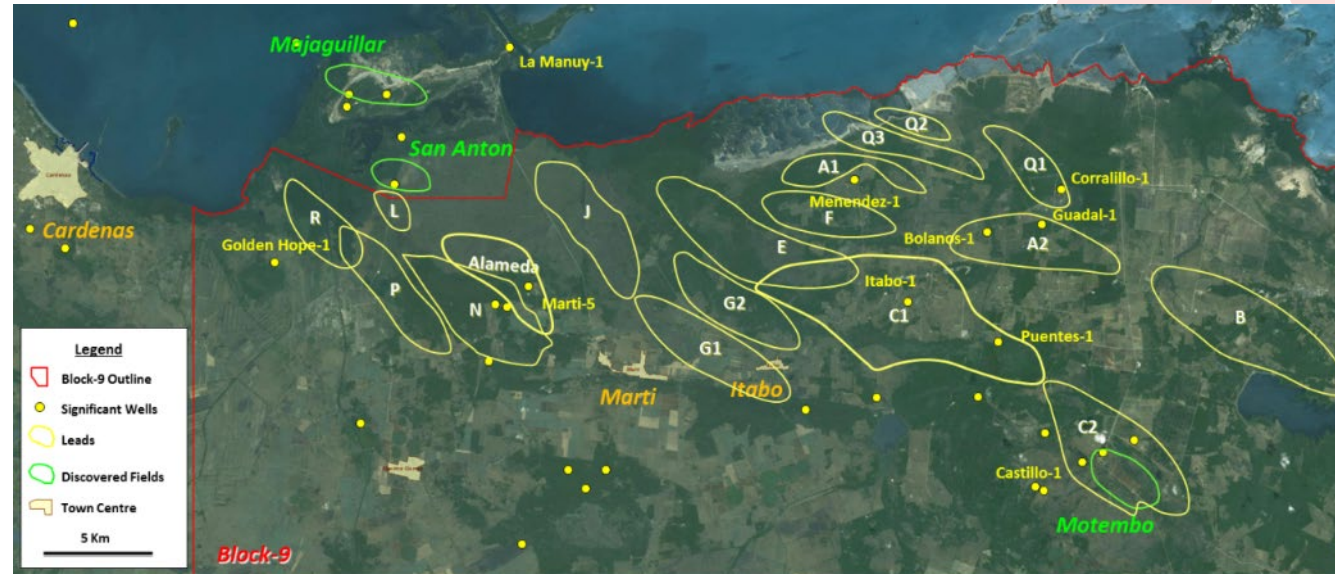 Majaguillar
La Manuy-1
San Anton
Cardenas
Cardenas
R
L
Golden Hope-1
P
Alameda
N
Marti-5
J
Q2
Q3
A1
Menendez-1
F
Q1
Corralillo-1
Guadal-1
Bolanos-1
A2
E
G2
G1
Itabo-1
C1
Puentes-1
B
Marti
Itabo
C2
Castillo-1
Motembo
Block-9
Legend
Block-9 Outline
Significant Wells
Leads
Discovered Fields
Town Centre
5 Km